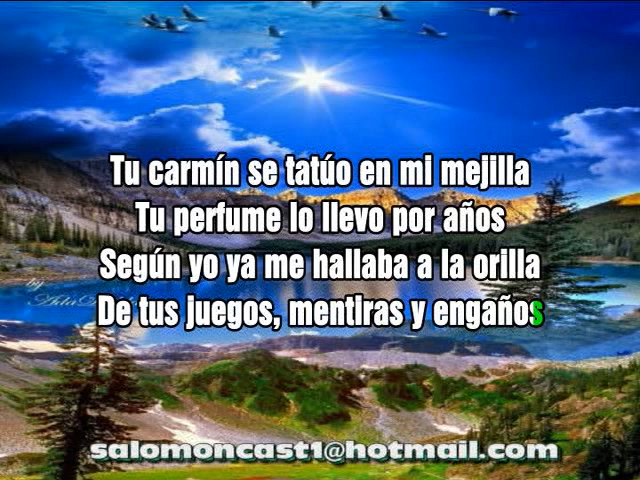 Tu carmín se tatúo en mi mejilla
Tu perfume lo llevo por años
Según yo ya me hallaba a la orilla
De tus juegos, mentiras y engaños
by
salomoncast1@hotmail.com